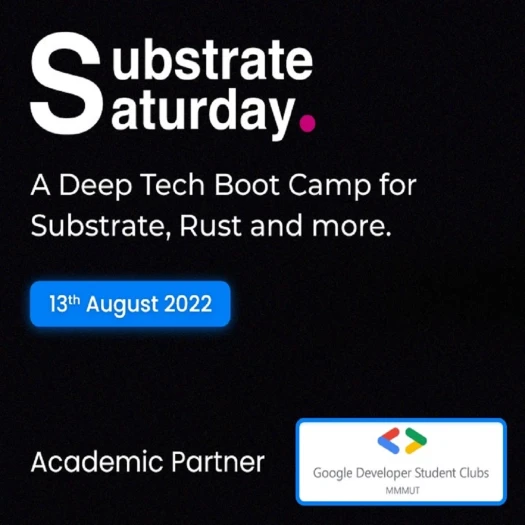 Substrate
Saturday.
A Deep Tech Boot Camp for
Substrate, Rust and more.
13th August 2022
Academic Partner
Google Developer Student Clubs
MMMUT